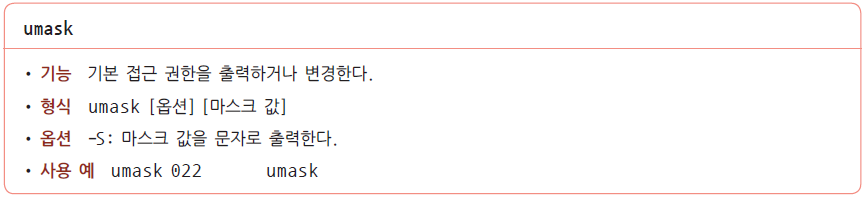 umask
• 기능 기본 접근 권한을 출력하거나 변경한다.
• 형식 umask [옵션] [마스크 값]
• 옵션 -S: 마스크 값을 문자로 출력한다.
• 사용 예 umask 022 umask